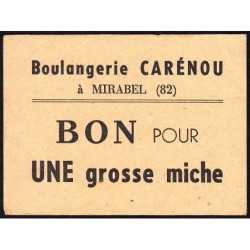 Boulangerie CARÉNOU
à MIRABEL (82)
BON POUR
UNE grosse miche